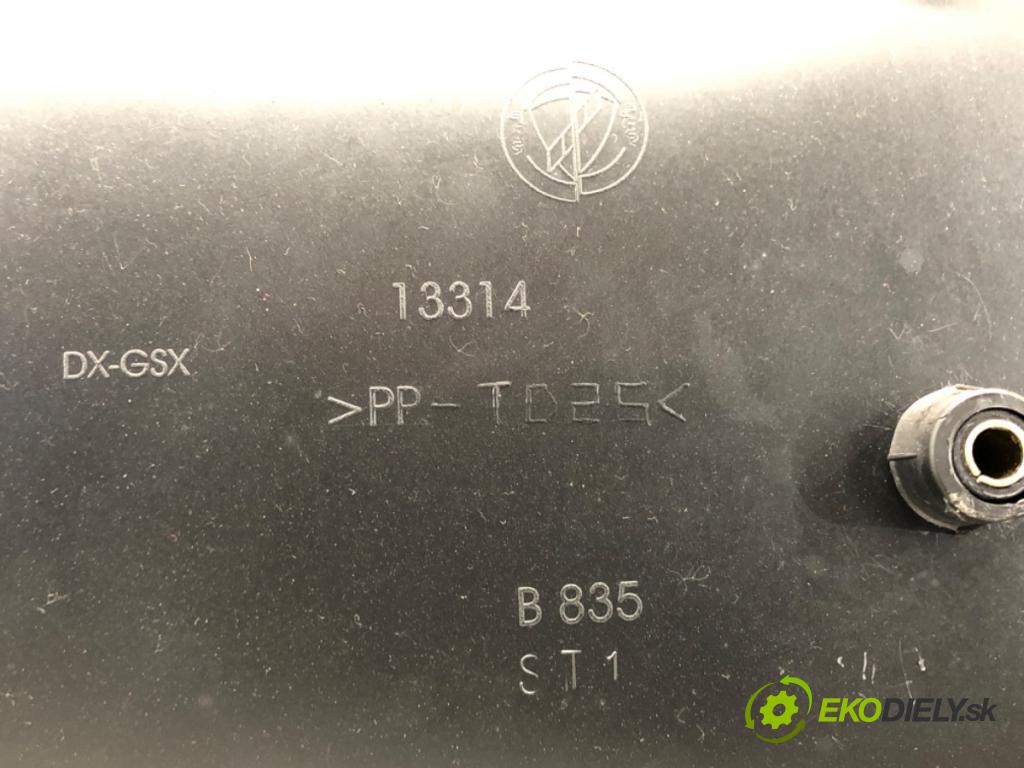 13314
DX-GSX
>PP-TD25<
B 835
ST1
EKODIELY.sk